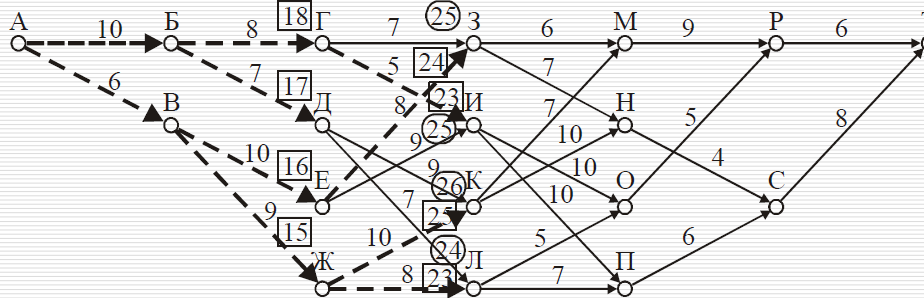 А 10 Б 8 18 Г 7 25 З 6 М 9 Р 6
6 7 5 24 7
В 17 Д 8 23 И 7 Н 5 8
10 9 25 10
16 Е 9 26 К 10 О 4 С
9 7 25 10
15 10 24 5 6
Ж 8 23 Л 7 П